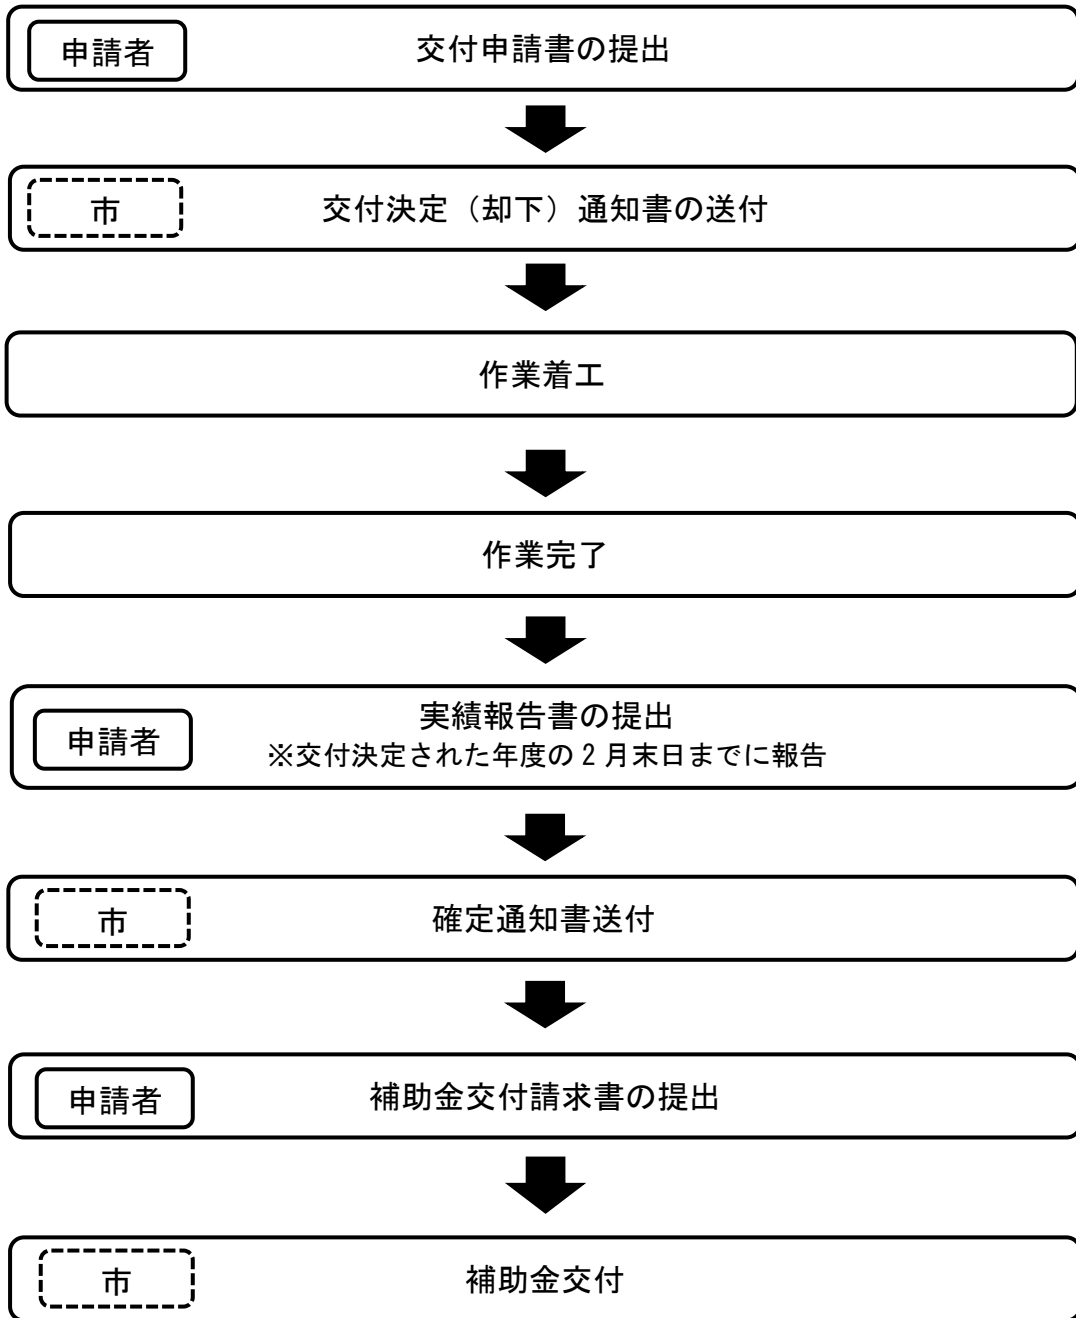 申請者
交付申請書の提出
市
交付決定（却下）通知書の送付
作業着工
作業完了
申請者
実績報告書の提出
※交付決定された年度の２月末日までに報告
市
確定通知書送付
申請者
補助金交付請求書の提出
市
補助金交付